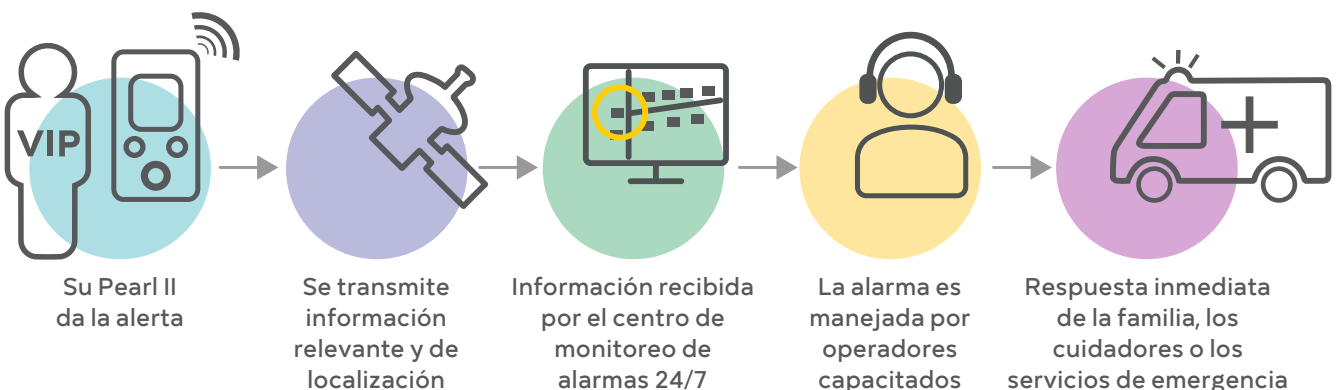 VIP
Su Pearl II
da la alerta
Se transmite
información
relevante y de
localización
Información recibida
por el centro de
monitoreo de
alarmas 24/7
La alarma es
manejada por
operadores
capacitados
Respuesta inmediata
de la familia, los
cuidadores o los
servicios de emergencia